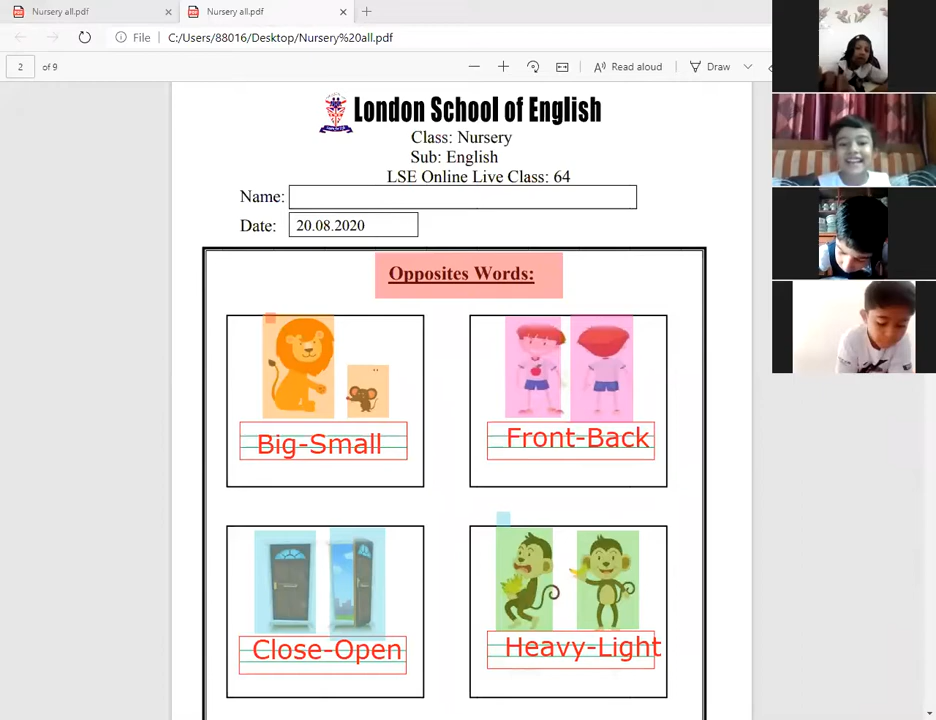 Nursery all.pdf
Nursery all.pdf
File C:/Users/88016/Desktop/Nursery%20all.pdf
2 of 9
Read aloud
Draw
London School of English
Class: Nursery
Sub: English
LSE Online Live Class: 64
Name:
Date: 20.08.2020
Opposites Words:
Big-Small
Front-Back
Close-Open
Heavy-Light